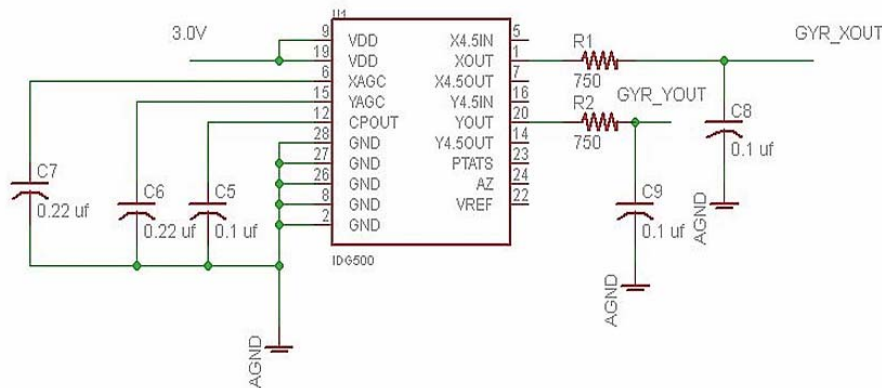 U1
3.0V
9 VDD X4.5IN 5
19 VDD XOUT 1
6 XAGC X4.5OUT 7
15 YAGC Y4.5IN 16
12 CPOUT YOUT 20
28 GND Y4.5OUT 14
27 GND PTATS 23
26 GND AZ 24
8 GND VREF 22
2 GND
IDG500
R1
750
GYR_XOUT
R2
750
GYR_YOUT
C8
0.1 uf
AGND
C9
0.1 uf
AGND
C7
0.22 uf
C6
0.22 uf
C5
0.1 uf
AGND